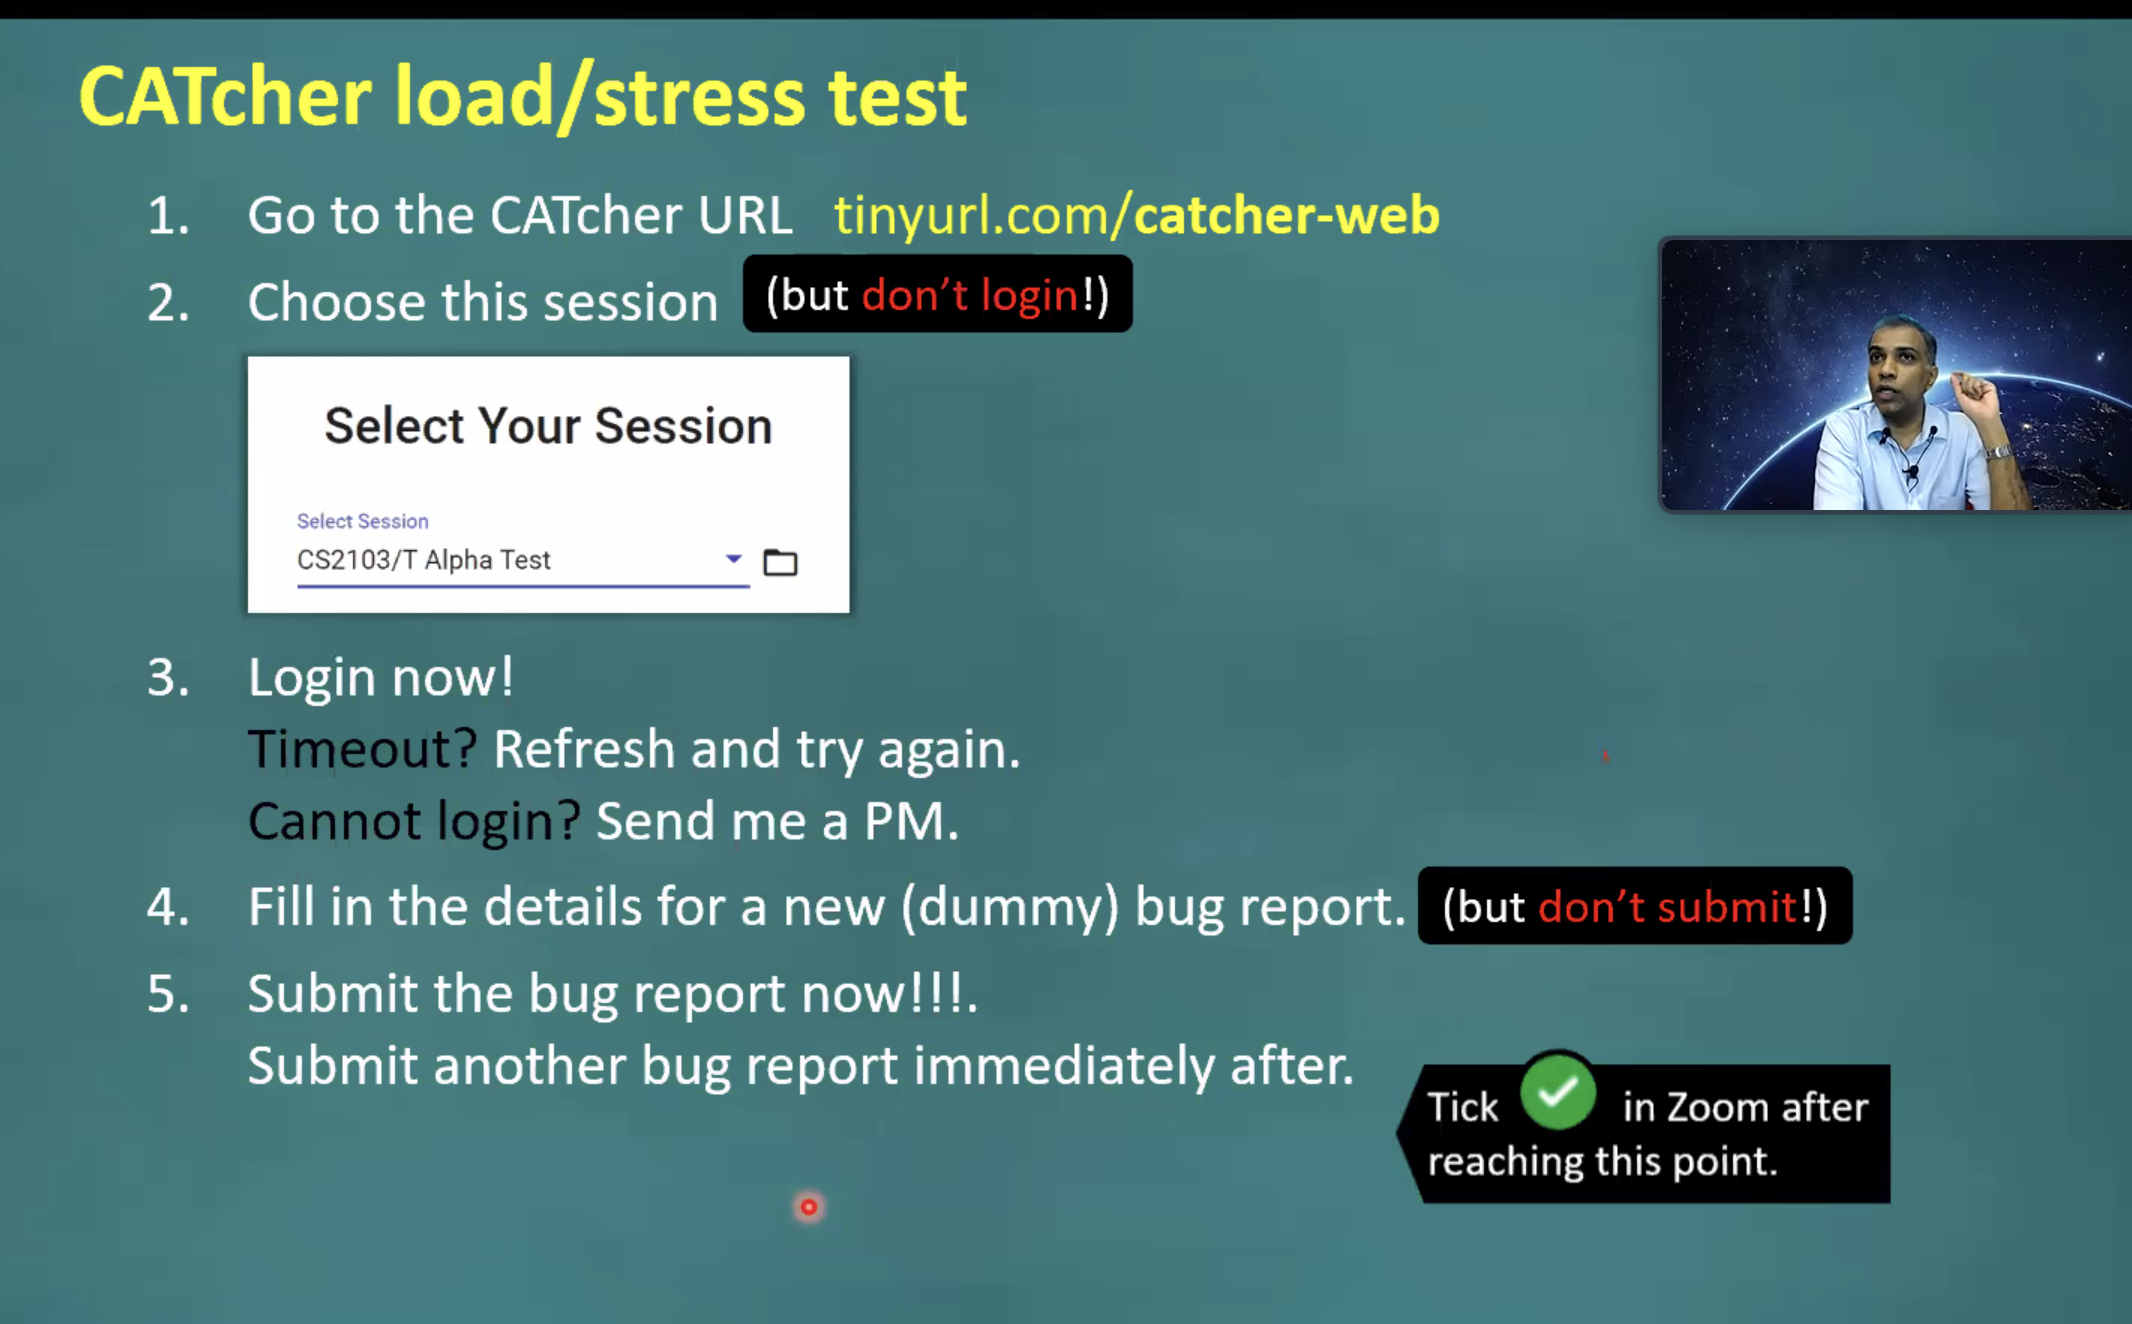 CATcher load/stress test
1. Go to the CATcher URL tinyurl.com/catcher-web
2. Choose this session (but don't login!)
Select Your Session
Select Session
CS2103/T Alpha Test
3. Login now!
Timeout? Refresh and try again.
Cannot login? Send me a PM.
4. Fill in the details for a new (dummy) bug report. (but don't submit!)
5. Submit the bug report now!!!.
Submit another bug report immediately after.
Tick in Zoom after
reaching this point.